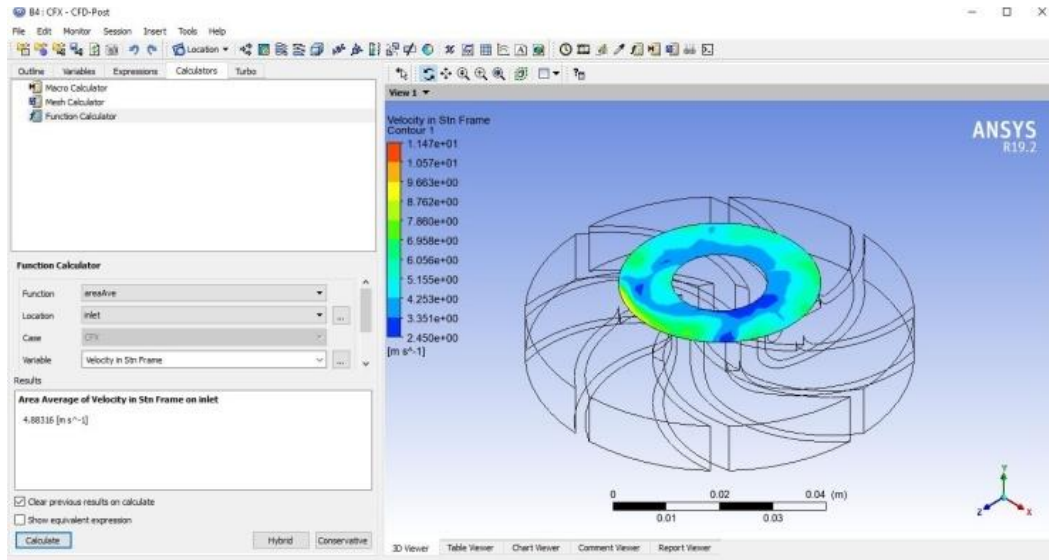 B4 : CFX - CFD-Post
File Edit Monitor Session Insert Tools Help
Location
Outline Variables Expressions Calculators Turbo
Macro Calculator
Mesh Calculator
Function Calculator
Function Calculator
Function areaAve
Location inlet
...
Case CFX
Variable Velocity in Stn Frame
...
Results
Area Average of Velocity in Stn Frame on inlet
4.88316 [m s^-1]
Clear previous results on calculate
Show equivalent expression
Calculate Hybrid Conservative
View 1
Velocity in Stn Frame
Contour 1
1.147e+01
1.057e+01
9.663e+00
8.762e+00
7.860e+00
6.958e+00
6.056e+00
5.155e+00
4.253e+00
3.351e+00
2.450e+00
[m s^-1]
ANSYS
R19.2
0 0.02 0.04 (m)
0.01 0.03
Y
Z X
3D Viewer Table Viewer Chart Viewer Comment Viewer Report Viewer